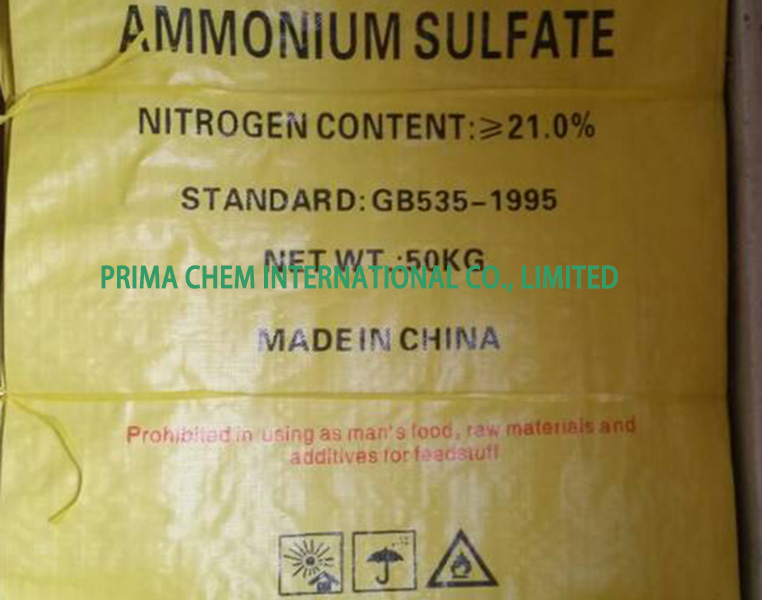 AMMONIUM SULFATE
NITROGEN CONTENT:≥21.0%
STANDARD:GB535-1995
NET WT.:50KG
PRIMA CHEM INTERNATIONAL CO., LIMITED
MADE IN CHINA
Prohibited in using as man's food, raw materials and
additives for feedstuff